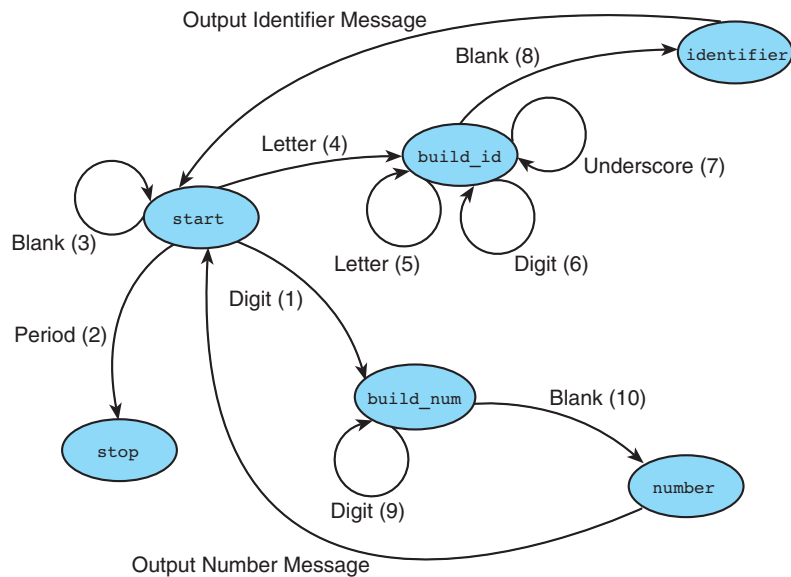 Output Identifier Message
identifier
Blank (8)
Letter (4)
build_id
Underscore (7)
start
Blank (3)
Letter (5)
Digit (6)
Digit (1)
Period (2)
build_num
Blank (10)
stop
number
Digit (9)
Output Number Message